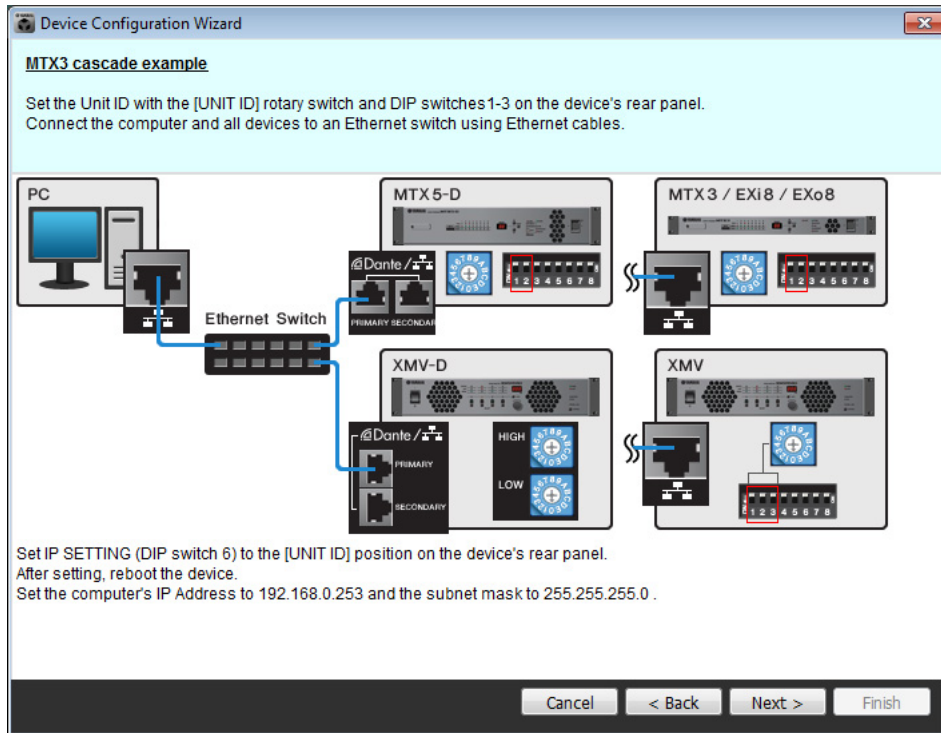 Device Configuration Wizard
MTX3 cascade example
Set the Unit ID with the [UNIT ID] rotary switch and DIP switches1-3 on the device's rear panel.
Connect the computer and all devices to an Ethernet switch using Ethernet cables.
PC
MTX5-D
MTX3 / EXi8 / EXo8
Dante /
1 2 3 4 5 6 7 8
1 2 3 4 5 6 7 8
PRIMARY SECONDAR
Ethernet Switch
XMV-D
XMV
Dante /
PRIMARY
SECONDARY
HIGH
LOW
1 2 3 4 5 6 7 8
Set IP SETTING (DIP switch 6) to the [UNIT ID] position on the device's rear panel.
After setting, reboot the device.
Set the computer's IP Address to 192.168.0.253 and the subnet mask to 255.255.255.0 .
Cancel
< Back
Next >
Finish